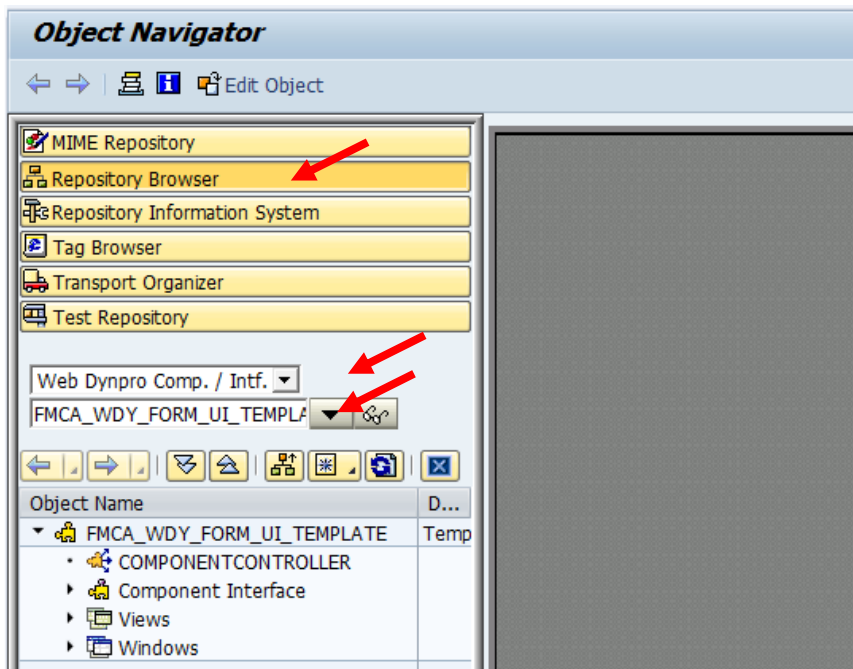 Object Navigator
Edit Object
MIME Repository
Repository Browser
Repository Information System
Tag Browser
Transport Organizer
Test Repository
Web Dynpro Comp. / Intf.
FMCA_WDY_FORM_UI_TEMPLA
Object Name D...
FMCA_WDY_FORM_UI_TEMPLATE Temp
COMPONENTCONTROLLER
Component Interface
Views
Windows